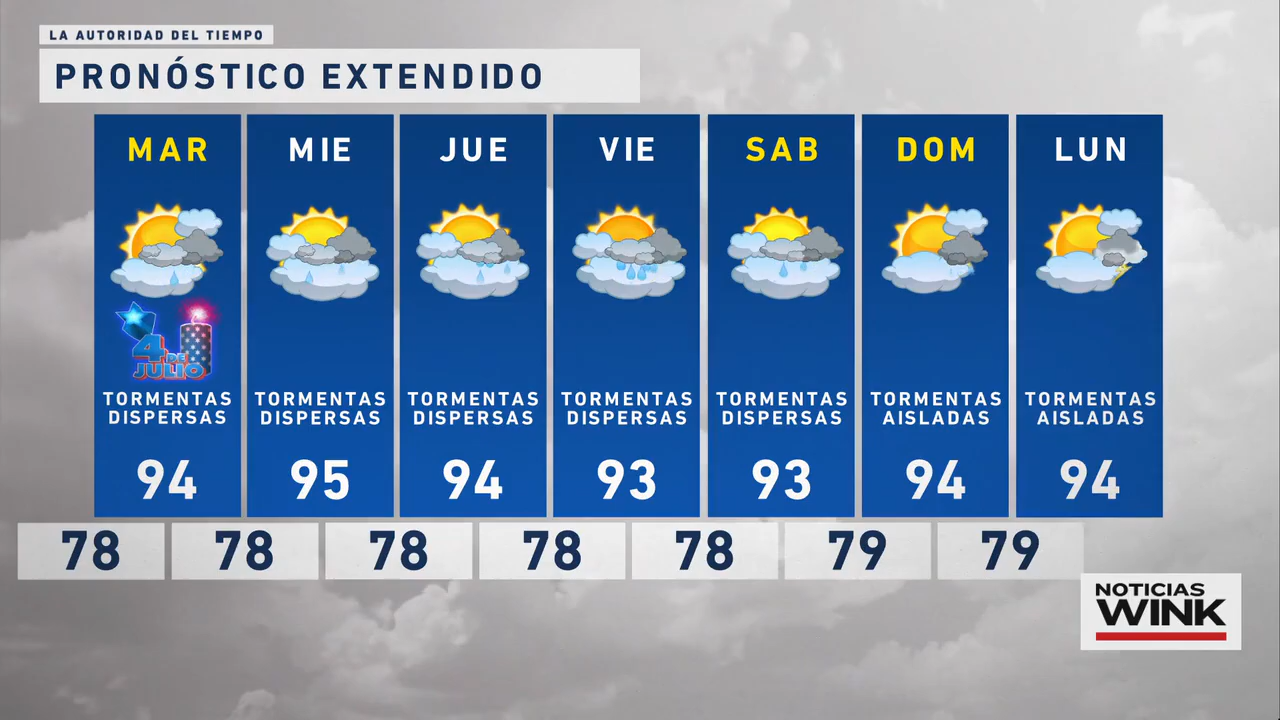 LA AUTORIDAD DEL TIEMPO
PRONÓSTICO EXTENDIDO
MAR
MIE
JUE
VIE
SAB
DOM
LUN
4 DE
JULIO
TORMENTAS
DISPERSAS
TORMENTAS
DISPERSAS
TORMENTAS
DISPERSAS
TORMENTAS
DISPERSAS
TORMENTAS
DISPERSAS
TORMENTAS
AISLADAS
TORMENTAS
AISLADAS
94
95
94
93
93
94
94
78
78
78
78
78
79
79
NOTICIAS
WINK